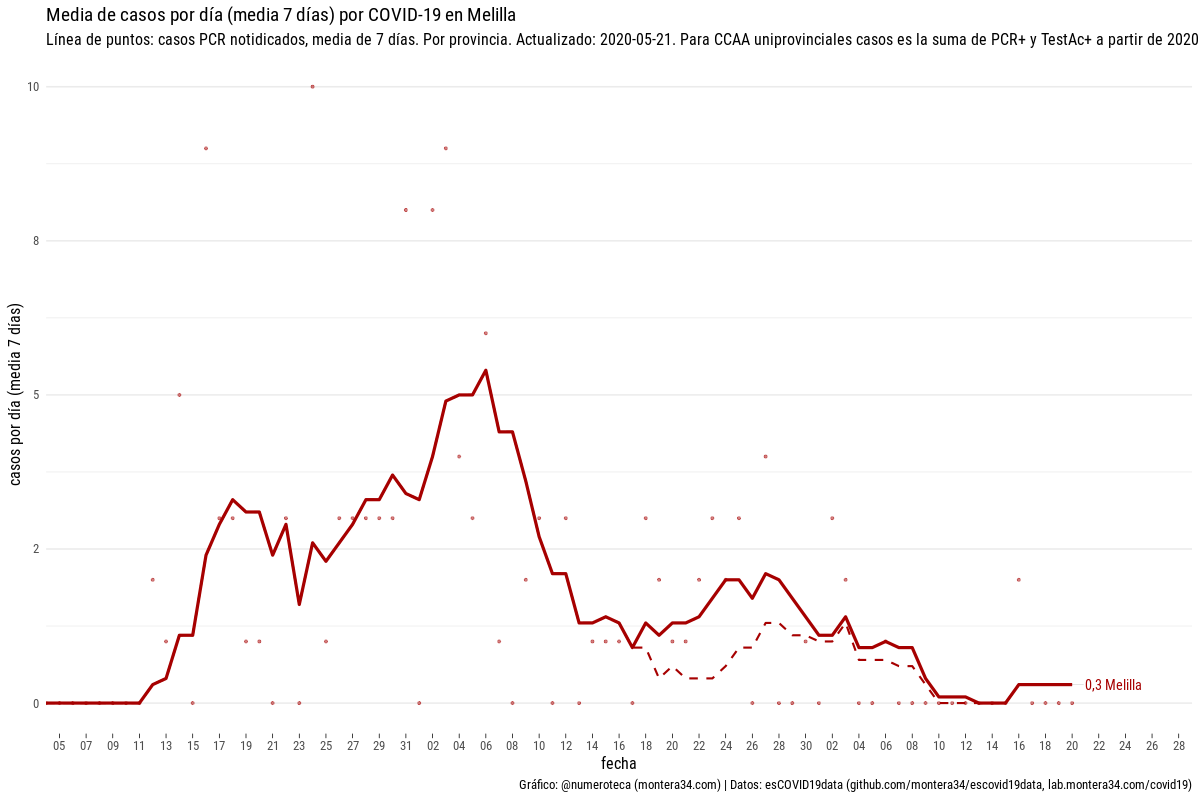 Media de casos por día (media 7 días) por COVID-19 en Melilla
Línea de puntos: casos PCR notidicados, media de 7 días. Por provincia. Actualizado: 2020-05-21. Para CCAA uniprovinciales casos es la suma de PCR+ y TestAc+ a partir de 2020
10
8
5
2
0
casos por día (media 7 días)
0,3 Melilla
05 07 09 11 13 15 17 19 21 23 25 27 29 31 02 04 06 08 10 12 14 16 18 20 22 24 26 28 30 02 04 06 08 10 12 14 16 18 20 22 24 26 28
fecha
Gráfico: @numeroteca (montera34.com) | Datos: esCOVID19data (github.com/montera34/escovid19data, lab.montera34.com/covid19)